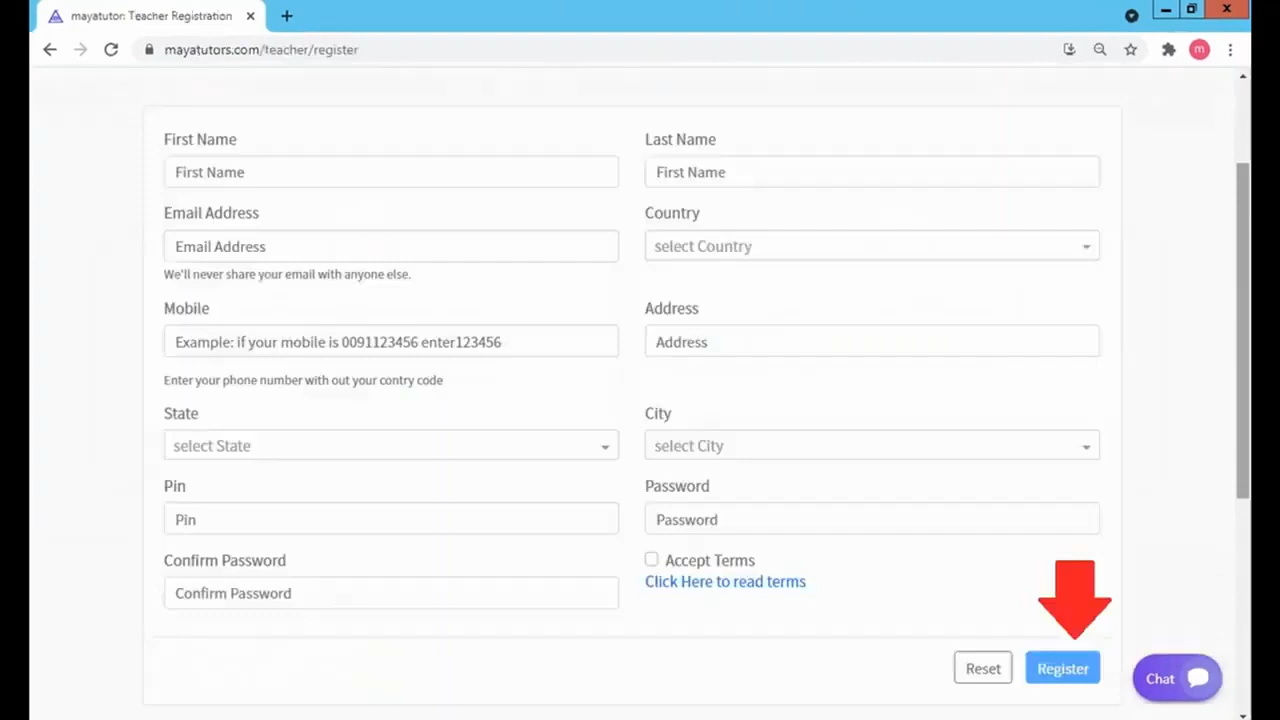 mayatutor: Teacher Registration
mayatutors.com/teacher/register
m
First Name Last Name
First Name First Name
Email Address Country
Email Address select Country
We'll never share your email with anyone else.
Mobile Address
Example: if your mobile is 0091123456 enter123456 Address
Enter your phone number with out your contry code
State City
select State select City
Pin Password
Pin Password
Confirm Password Accept Terms
Click Here to read terms
Confirm Password
Reset Register
Chat